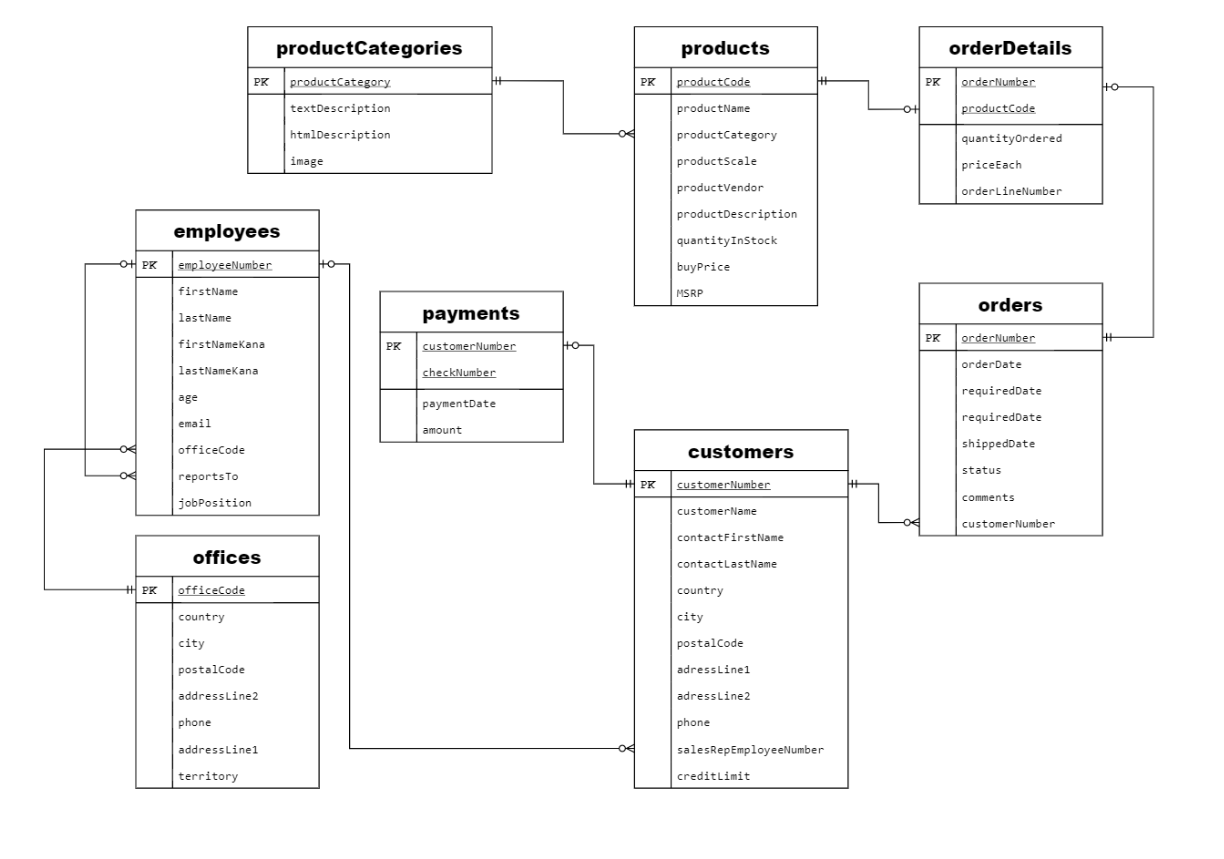 productCategories
PK productCategory
textDescription
htmlDescription
image
products
PK productCode
productName
productCategory
productScale
productVendor
productDescription
quantityInStock
buyPrice
MSRP
orderDetails
PK orderNumber
productCode
quantityOrdered
priceEach
orderLineNumber
employees
PK employeeNumber
firstName
lastName
firstNameKana
lastNameKana
age
email
officeCode
reportsTo
jobPosition
payments
PK customerNumber
checkNumber
paymentDate
amount
orders
PK orderNumber
orderDate
requiredDate
requiredDate
shippedDate
status
comments
customerNumber
customers
PK customerNumber
customerName
contactFirstName
contactLastName
country
city
postalCode
adressLine1
adressLine2
phone
salesRepEmployeeNumber
creditLimit
offices
PK officeCode
country
city
postalCode
addressLine2
phone
addressLine1
territory